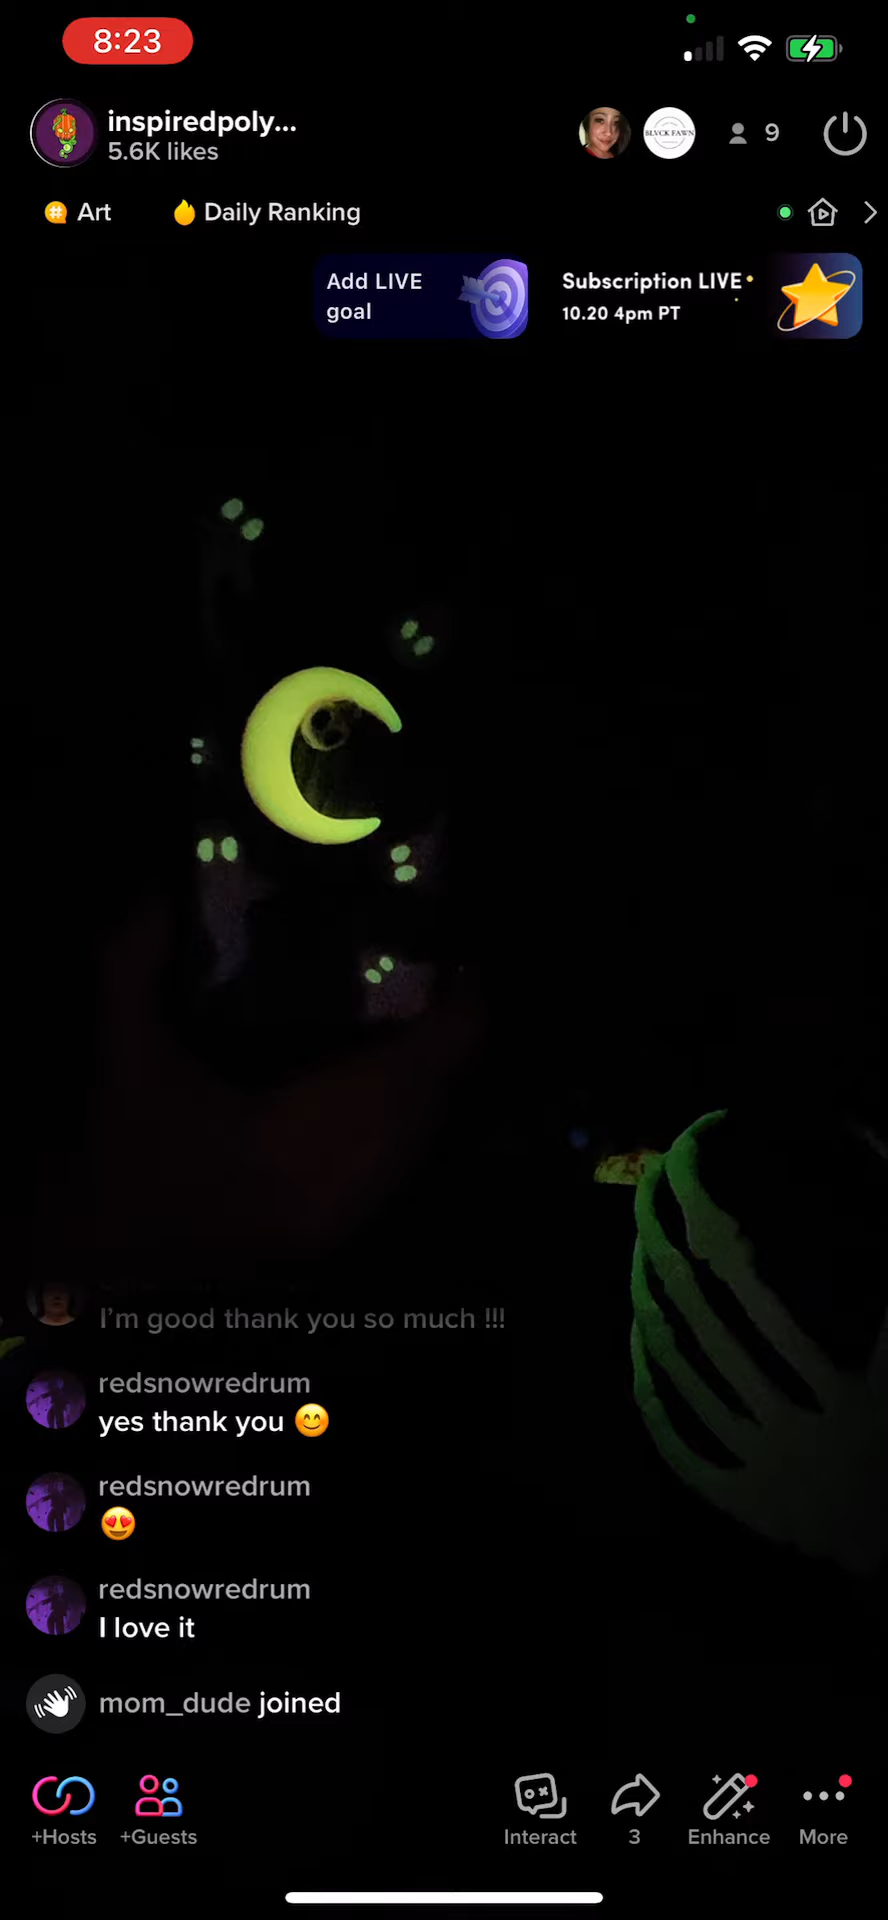 8:23
inspiredpoly...
5.6K likes
BLVCK FAWN
9
Art
Daily Ranking
Add LIVE
goal
Subscription LIVE
10.20 4pm PT
I'm good thank you so much !!!
redsnowredrum
yes thank you 😊
redsnowredrum
😍
redsnowredrum
I love it
mom_dude joined
+Hosts
+Guests
Interact
3
Enhance
More